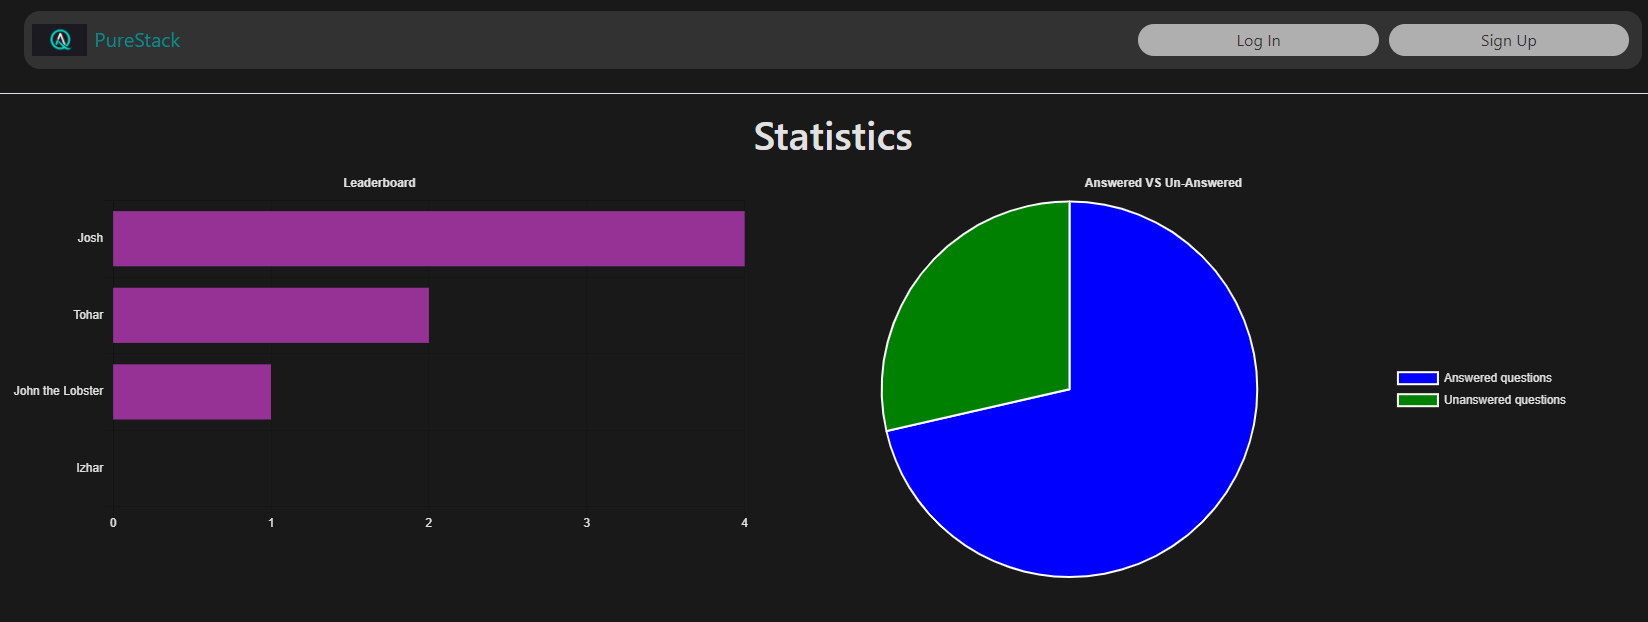 PureStack
Log In
Sign Up
Statistics
Leaderboard
Josh
Tohar
John the Lobster
Izhar
0 1 2 3 4
Answered VS Un-Answered
Answered questions
Unanswered questions